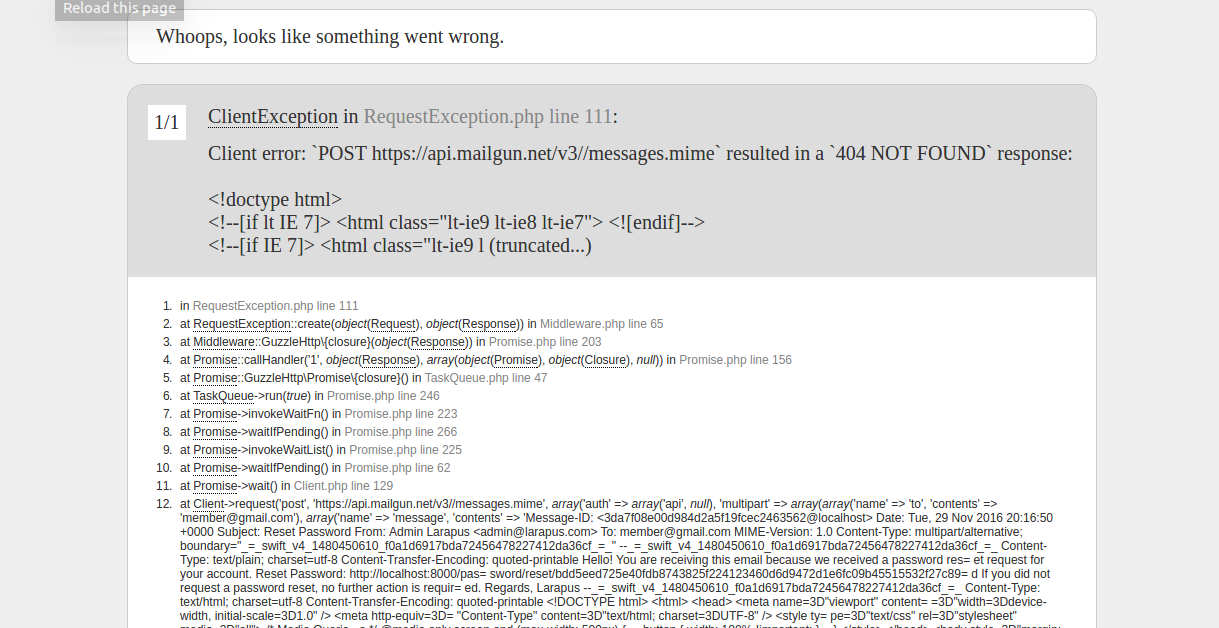 Reload this page
Whoops, looks like something went wrong.
1/1
ClientException in RequestException.php line 111:
Client error: `POST https://api.mailgun.net/v3//messages.mime` resulted in a `404 NOT FOUND` response:
<!doctype html>
<!--[if lt IE 7]> <html class="lt-ie9 lt-ie8 lt-ie7"> <![endif]-->
<!--[if IE 7]> <html class="lt-ie9 l (truncated...)
1. in RequestException.php line 111
2. at RequestException::create(object(Request), object(Response)) in Middleware.php line 65
3. at Middleware::GuzzleHttp\{closure}(object(Response)) in Promise.php line 203
4. at Promise::callHandler('1', object(Response), array(object(Promise), object(Closure), null)) in Promise.php line 156
5. at Promise::GuzzleHttp\Promise\{closure}() in TaskQueue.php line 47
6. at TaskQueue->run(true) in Promise.php line 246
7. at Promise->invokeWaitFn() in Promise.php line 223
8. at Promise->waitIfPending() in Promise.php line 266
9. at Promise->invokeWaitList() in Promise.php line 225
10. at Promise->waitIfPending() in Promise.php line 62
11. at Promise->wait() in Client.php line 129
12. at Client->request('post', 'https://api.mailgun.net/v3//messages.mime', array('auth' => array('api', null), 'multipart' => array(array('name' => 'to', 'contents' =>
'member@gmail.com'), array('name' => 'message', 'contents' => 'Message-ID: <3da7f08e00d984d2a5f19fcec2463562@localhost> Date: Tue, 29 Nov 2016 20:16:50
+0000 Subject: Reset Password From: Admin Larapus <admin@larapus.com> To: member@gmail.com MIME-Version: 1.0 Content-Type: multipart/alternative;
boundary="_=_swift_v4_1480450610_f0a1d6917bda72456478227412da36cf_=_" --_=_swift_v4_1480450610_f0a1d6917bda72456478227412da36cf_=_ Content-
Type: text/plain; charset=utf-8 Content-Transfer-Encoding: quoted-printable Hello! You are receiving this email because we received a password res= et request for
your account. Reset Password: http://localhost:8000/pas= sword/reset/bdd5eed725e40fdb8743825f224123460d6d9472d1e6fc09b45515532f27c89= d If you did not
request a password reset, no further action is requir= ed. Regards, Larapus --_=_swift_v4_1480450610_f0a1d6917bda72456478227412da36cf_=_ Content-Type:
text/html; charset=utf-8 Content-Transfer-Encoding: quoted-printable <!DOCTYPE html> <html> <head> <meta name=3D"viewport" content= =3D"width=3Ddevice-
width, initial-scale=3D1.0" /> <meta http-equiv=3D= "Content-Type" content=3D"text/html; charset=3DUTF-8" /> <style ty= pe=3D"text/css" rel=3D"stylesheet"